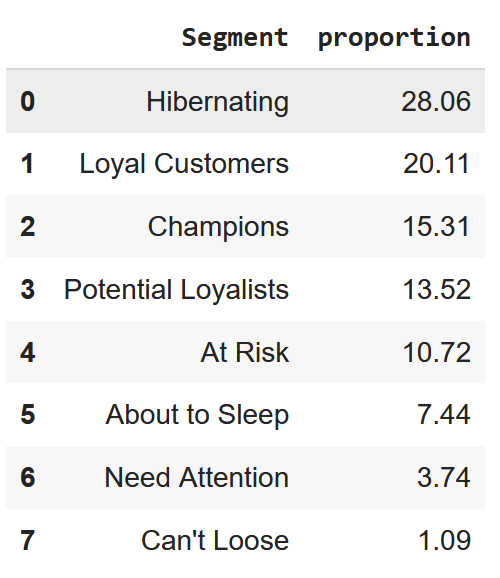 Segment proportion
0 Hibernating 28.06
1 Loyal Customers 20.11
2 Champions 15.31
3 Potential Loyalists 13.52
4 At Risk 10.72
5 About to Sleep 7.44
6 Need Attention 3.74
7 Can't Loose 1.09